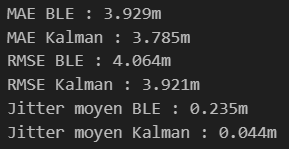 MAE BLE : 3.929m
MAE Kalman : 3.785m
RMSE BLE : 4.064m
RMSE Kalman : 3.921m
Jitter moyen BLE : 0.235m
Jitter moyen Kalman : 0.044m